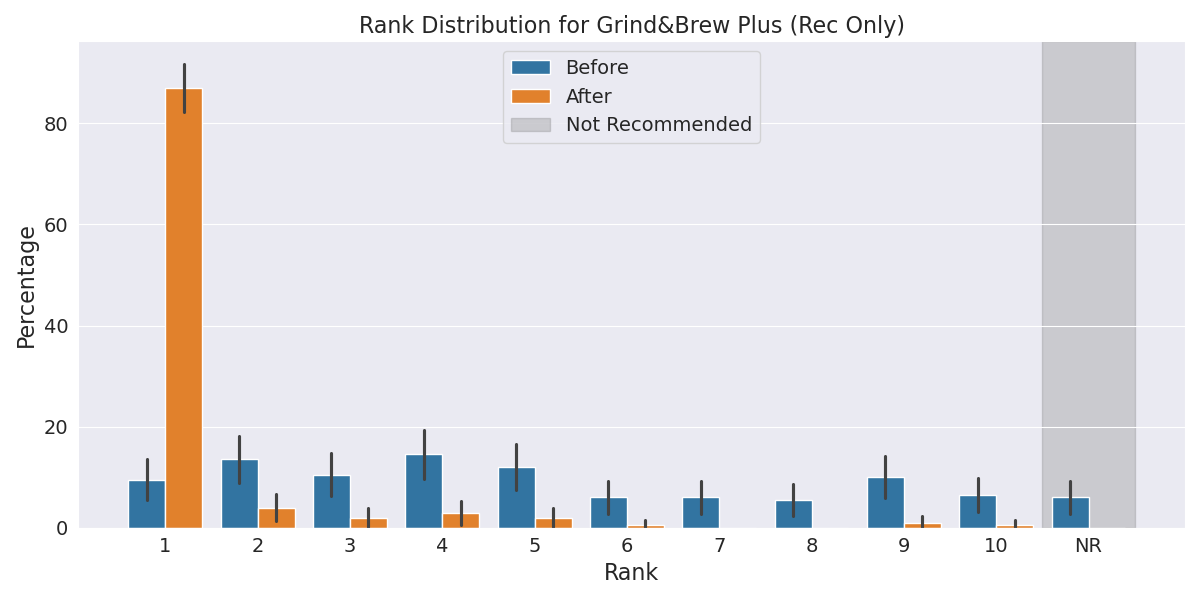 Rank Distribution for Grind&Brew Plus (Rec Only)
Before
After
Not Recommended
Percentage
80
60
40
20
0
1 2 3 4 5 6 7 8 9 10 NR
Rank